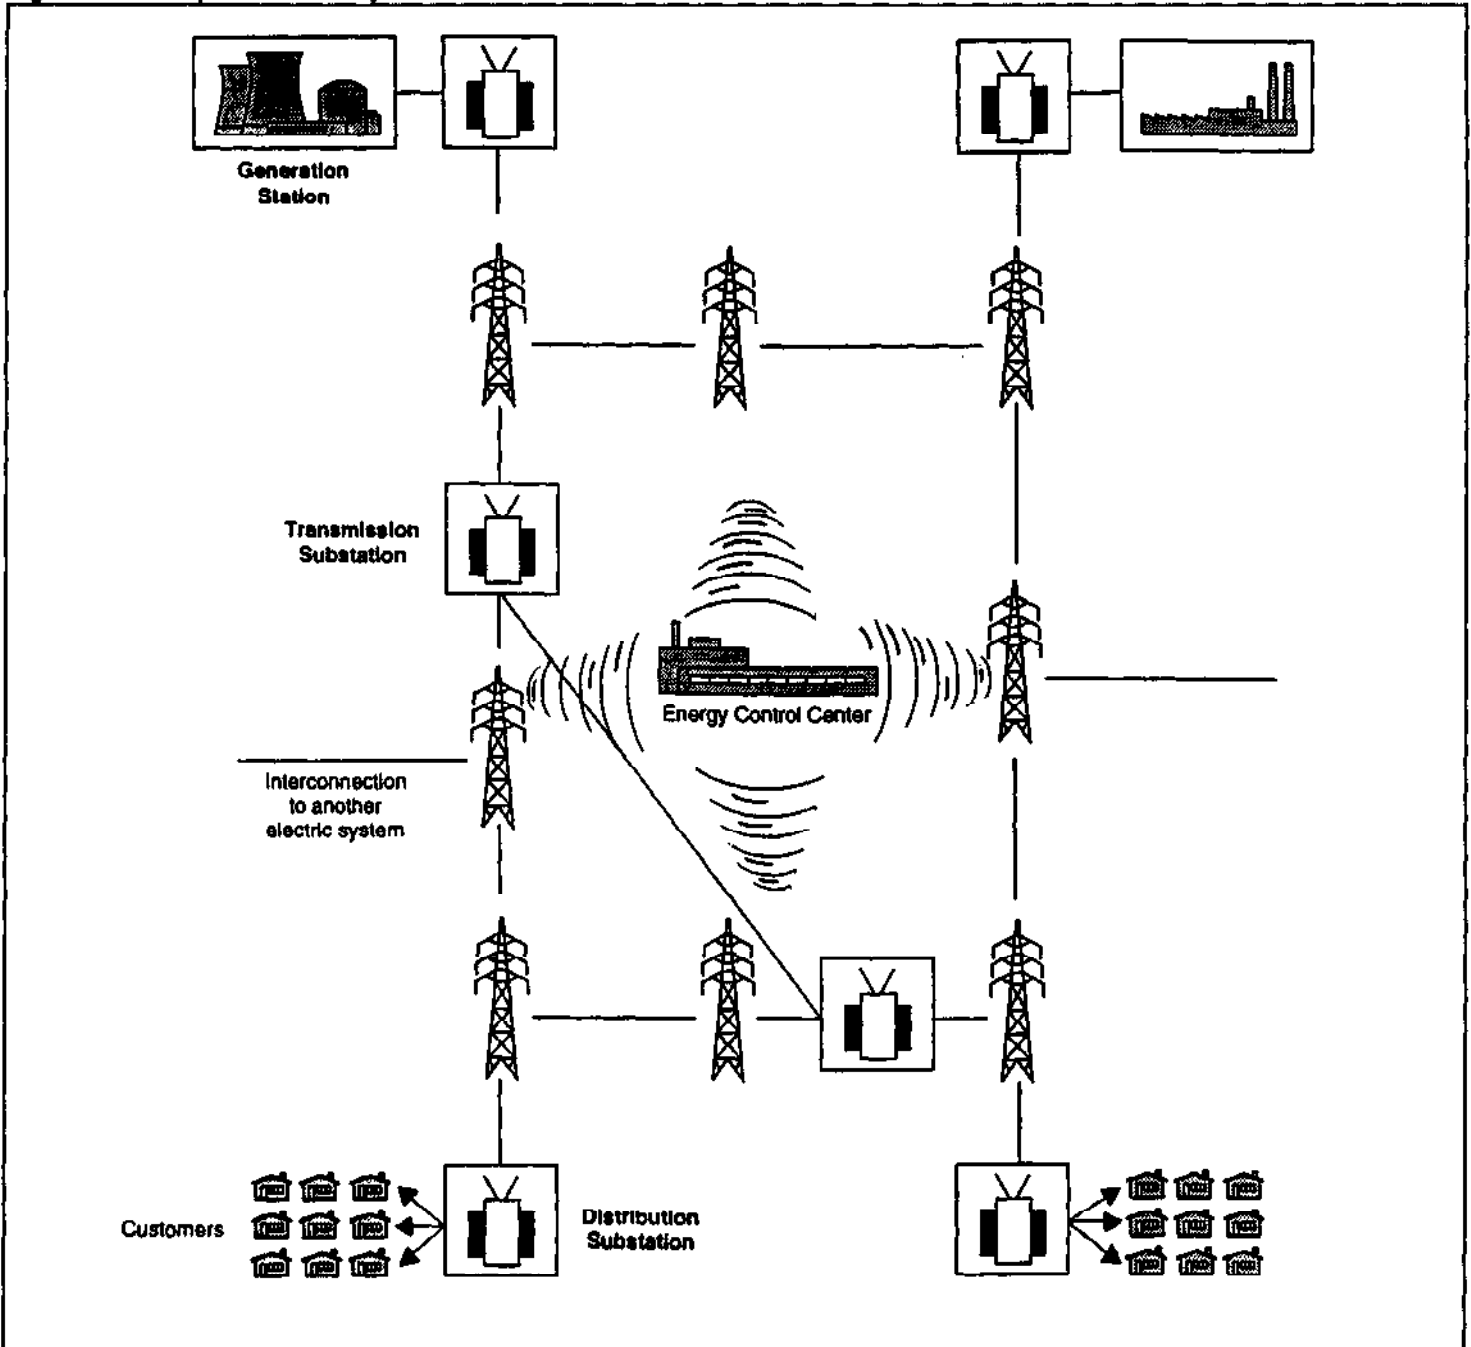 Generation
Station
Transmission
Substation
Energy Control Center
Interconnection
to another
electric system
Customers
Distribution
Substation